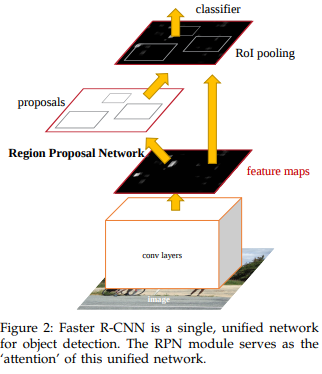 classifier
RoI pooling
proposals
Region Proposal Network
feature maps
conv layers
image
Figure 2: Faster R-CNN is a single, unified network
for object detection. The RPN module serves as the
‘attention’ of this unified network.